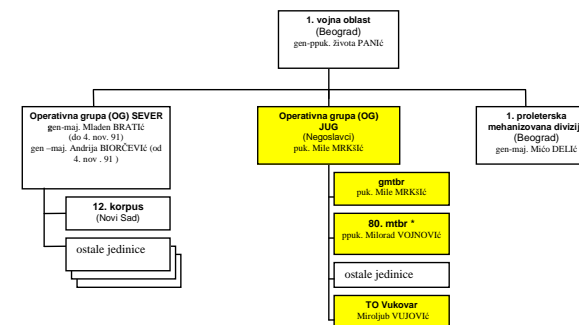 1. vojna oblast
(Beograd)
gen-ppuk. života PANIć
Operativna grupa (OG) SEVER
gen-maj. Mladen BRATIć
(do 4. nov. 91)
gen –maj. Andrija BIORČEVIć (od
4. nov . 91 )
12. korpus
(Novi Sad)
ostale jedinice
Operativna grupa (OG)
JUG
(Negoslavci)
puk. Mile MRKšIć
gmtbr
puk. Mile MRKšIć
80. mtbr *
ppuk. Milorad VOJNOVIć
ostale jedinice
TO Vukovar
Miroljub VUJOVIć
1. proleterska
mehanizovana divizij
(Beograd)
gen-maj. Mićo DELIć